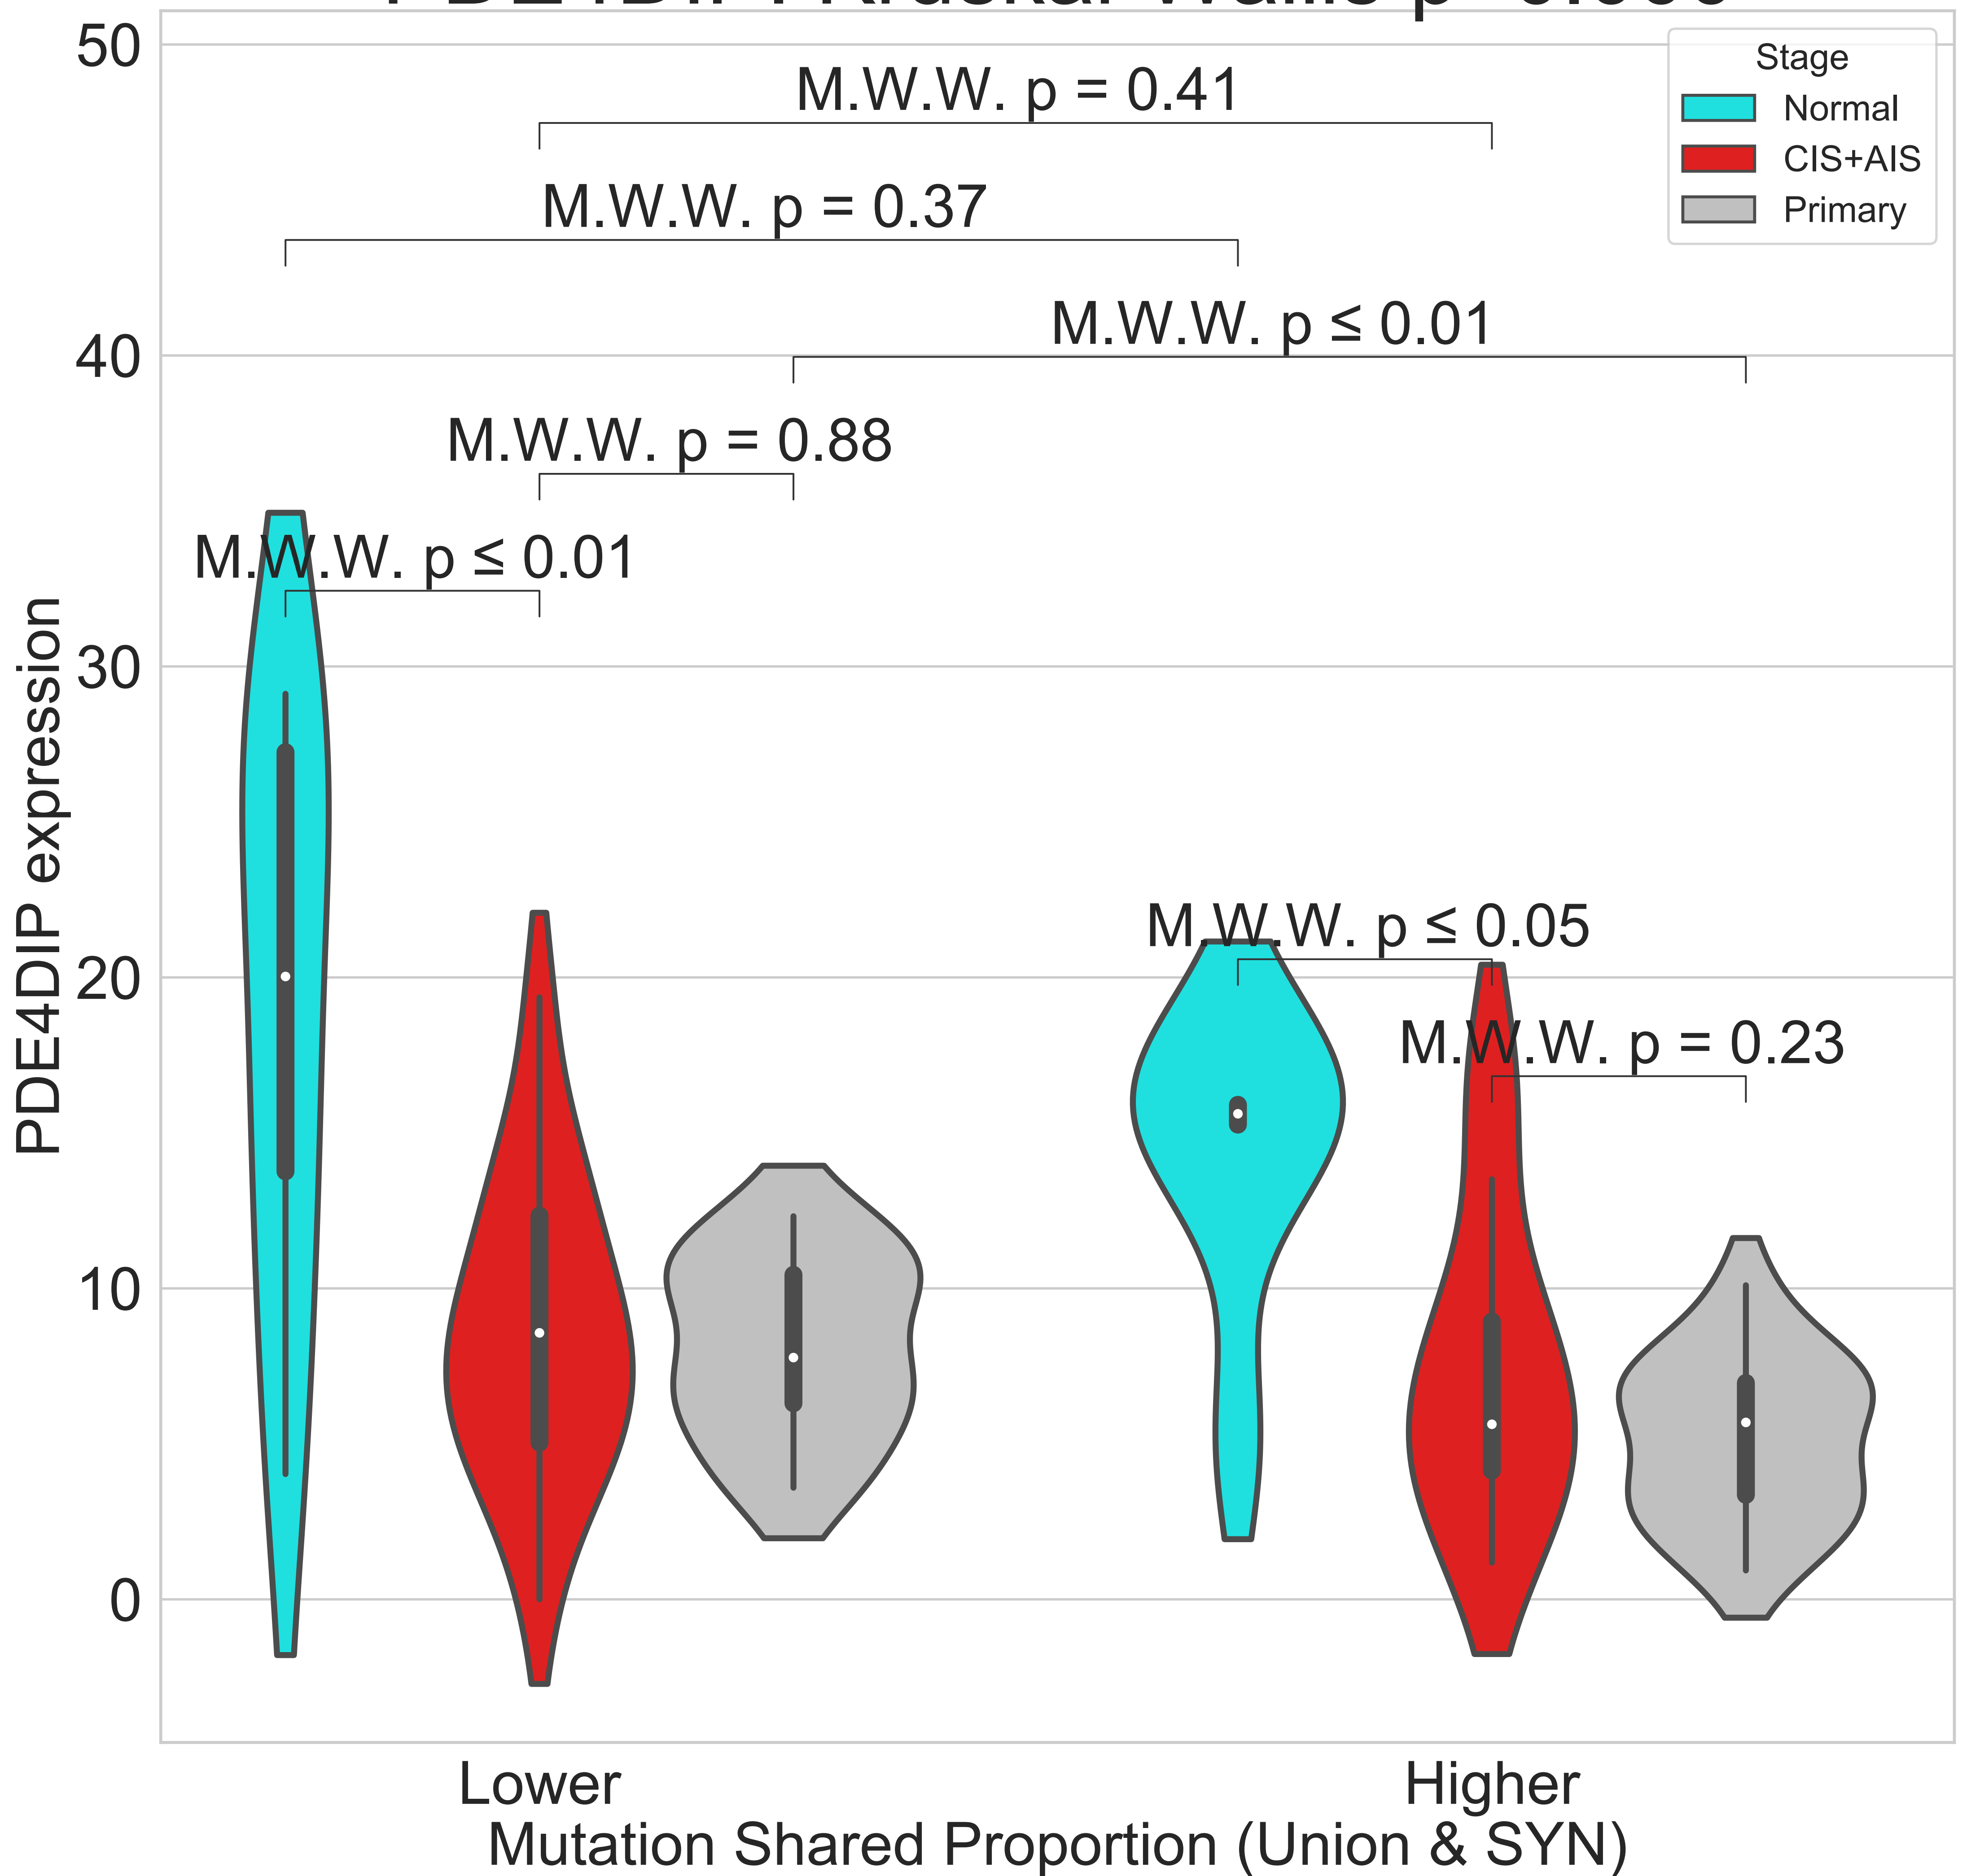 50
M.W.W. p = 0.41
Stage
Normal
CIS+AIS
Primary
M.W.W. p = 0.37
M.W.W. p ≤ 0.01
40
M.W.W. p = 0.88
M.W.W. p ≤ 0.01
30
PDE4DIP expression
M.W.W. p ≤ 0.05
20
M.W.W. p = 0.23
10
0
Lower
Higher
Mutation Shared Proportion (Union & SYN)